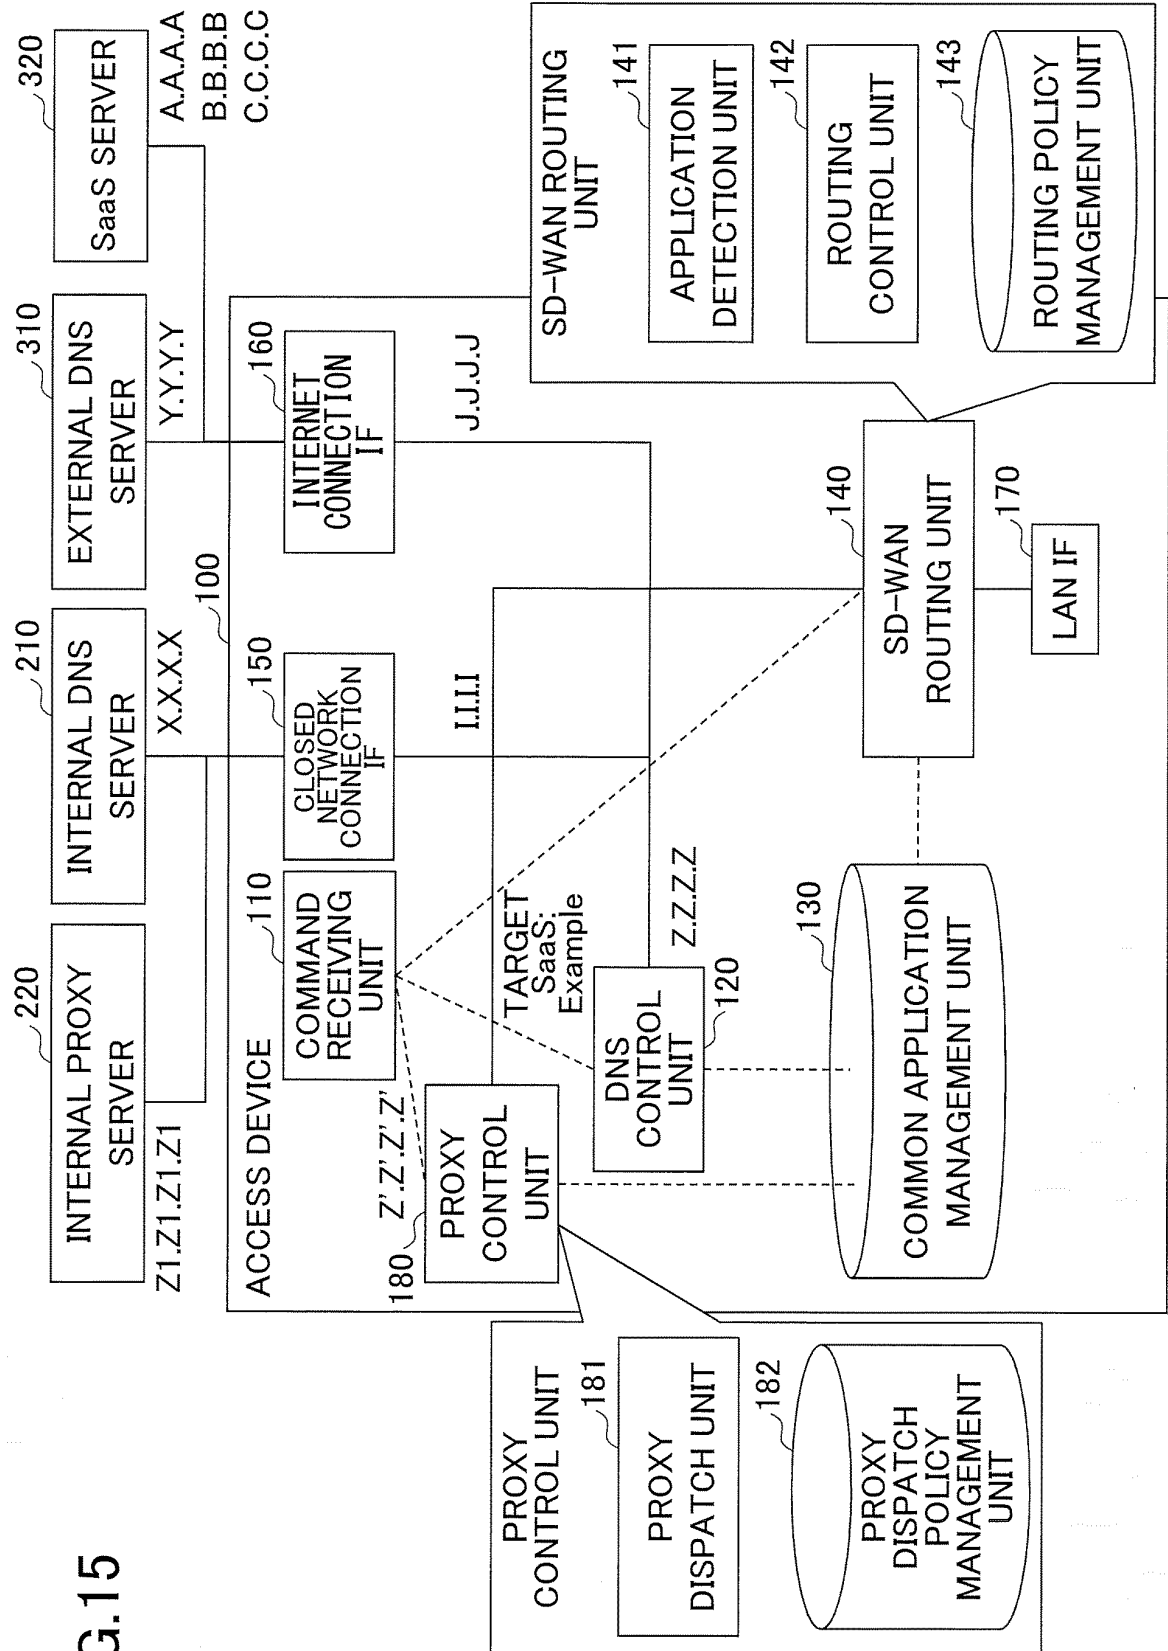 G.15
220
INTERNAL PROXY
SERVER
Z1.Z1.Z1.Z1
210
INTERNAL DNS
SERVER
X.X.X.X
310
EXTERNAL DNS
SERVER
Y.Y.Y.Y
320
SaaS SERVER
A.A.A.A
B.B.B.B
C.C.C.C
100
ACCESS DEVICE
110
COMMAND
RECEIVING
UNIT
150
CLOSED
NETWORK
CONNECTION
IF
I.I.I.I
160
INTERNET
CONNECTION
IF
J.J.J.J
Z'.Z'.Z'.Z'
180
PROXY
CONTROL
UNIT
TARGET
SaaS:
Example
DNS
CONTROL
UNIT
120
Z.Z.Z.Z
130
COMMON APPLICATION
MANAGEMENT UNIT
140
SD-WAN
ROUTING UNIT
170
LAN IF
SD-WAN ROUTING
UNIT
141
APPLICATION
DETECTION UNIT
142
ROUTING
CONTROL UNIT
143
ROUTING POLICY
MANAGEMENT UNIT
PROXY
CONTROL UNIT
181
PROXY
DISPATCH UNIT
182
PROXY
DISPATCH
POLICY
MANAGEMENT
UNIT